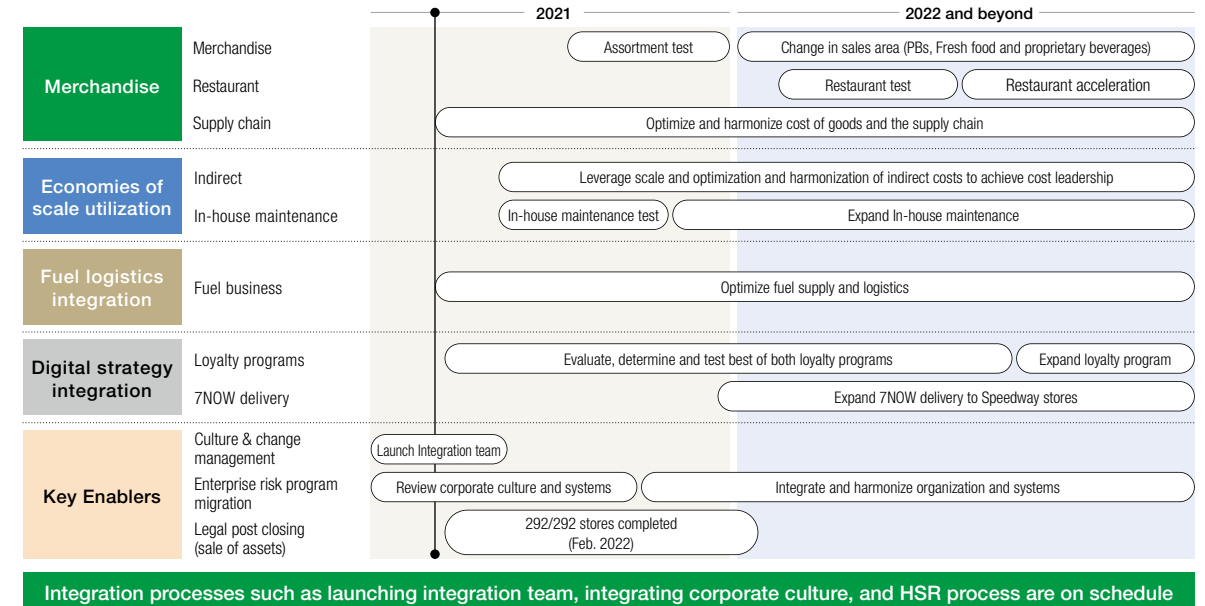 2021
2022 and beyond
Merchandise
Merchandise
Assortment test
Change in sales area (PBs, Fresh food and proprietary beverages)
Restaurant
Restaurant test
Restaurant acceleration
Supply chain
Optimize and harmonize cost of goods and the supply chain
Economies of
scale utilization
Indirect
Leverage scale and optimization and harmonization of indirect costs to achieve cost leadership
In-house maintenance
In-house maintenance test
Expand In-house maintenance
Fuel logistics
integration
Fuel business
Optimize fuel supply and logistics
Digital strategy
integration
Loyalty programs
Evaluate, determine and test best of both loyalty programs
Expand loyalty program
7NOW delivery
Expand 7NOW delivery to Speedway stores
Key Enablers
Culture & change
management
Launch Integration team
Enterprise risk program
migration
Review corporate culture and systems
Integrate and harmonize organization and systems
Legal post closing
(sale of assets)
292/292 stores completed
(Feb. 2022)
Integration processes such as launching integration team, integrating corporate culture, and HSR process are on schedule